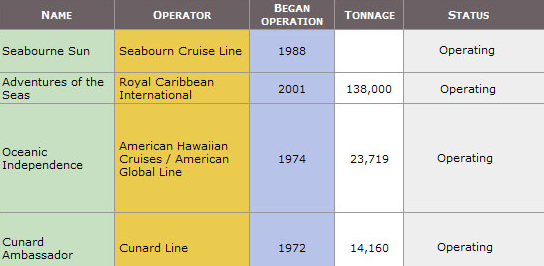 NAME OPERATOR BEGAN OPERATION TONNAGE STATUS
Seabourne Sun Seabourn Cruise Line 1988 Operating
Adventures of the Seas Royal Caribbean International 2001 138,000 Operating
Oceanic Independence American Hawaiian Cruises / American Global Line 1974 23,719 Operating
Cunard Ambassador Cunard Line 1972 14,160 Operating